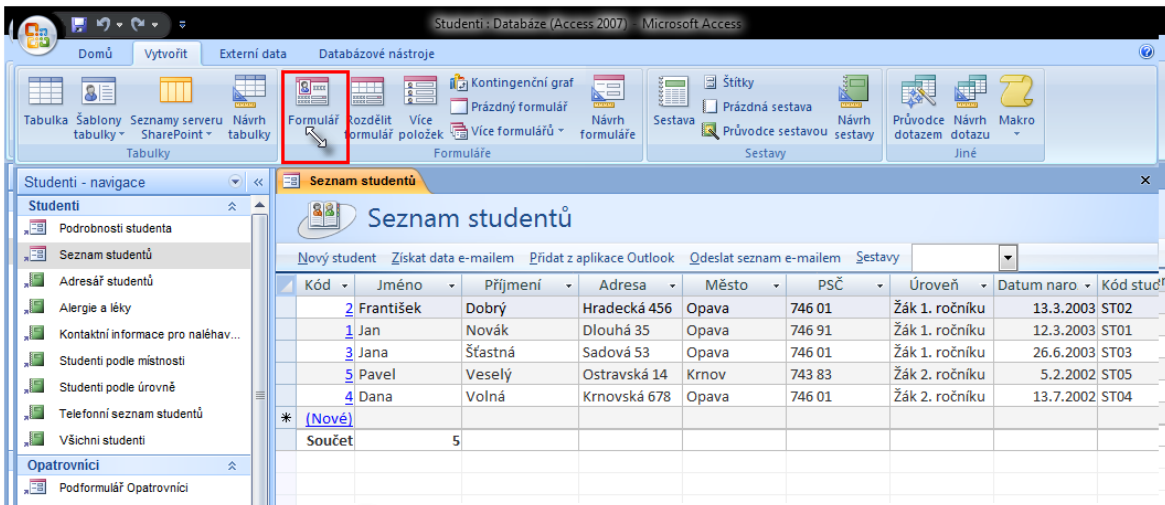 Studenti : Databáze (Access 2007) - Microsoft Access
Domů Vytvořit Externí data Databázové nástroje
Tabulka Šablony tabulky Seznamy serveru SharePoint Návrh tabulky
Tabulky
Formulář Rozdělit formulář Více položek Kontingenční graf Prázdný formulář Více formulářů Návrh formuláře
Formuláře
Sestava Štítky Prázdná sestava Průvodce sestavou Návrh sestavy
Sestavy
Průvodce dotazem Návrh dotazu Makro
Jiné
Studenti - navigace
Studenti
Podrobnosti studenta
Seznam studentů
Adresář studentů
Alergie a léky
Kontaktní informace pro naléhav...
Studenti podle místnosti
Studenti podle úrovně
Telefonní seznam studentů
Všichni studenti
Opatrovníci
Podformulář Opatrovníci
Seznam studentů
Seznam studentů
Nový student Získat data e-mailem Přidat z aplikace Outlook Odeslat seznam e-mailem Sestavy
Kód Jméno Příjmení Adresa Město PSČ Úroveň Datum naro Kód stud
2 František Dobrý Hradecká 456 Opava 746 01 Žák 1. ročníku 13.3.2003 ST02
1 Jan Novák Dlouhá 35 Opava 746 91 Žák 1. ročníku 12.3.2003 ST01
3 Jana Šťastná Sadová 53 Opava 746 01 Žák 1. ročníku 26.6.2003 ST03
5 Pavel Veselý Ostravská 14 Krnov 743 83 Žák 2. ročníku 5.2.2002 ST05
4 Dana Volná Krnovská 678 Opava 746 01 Žák 2. ročníku 13.7.2002 ST04
(Nové)
Součet 5